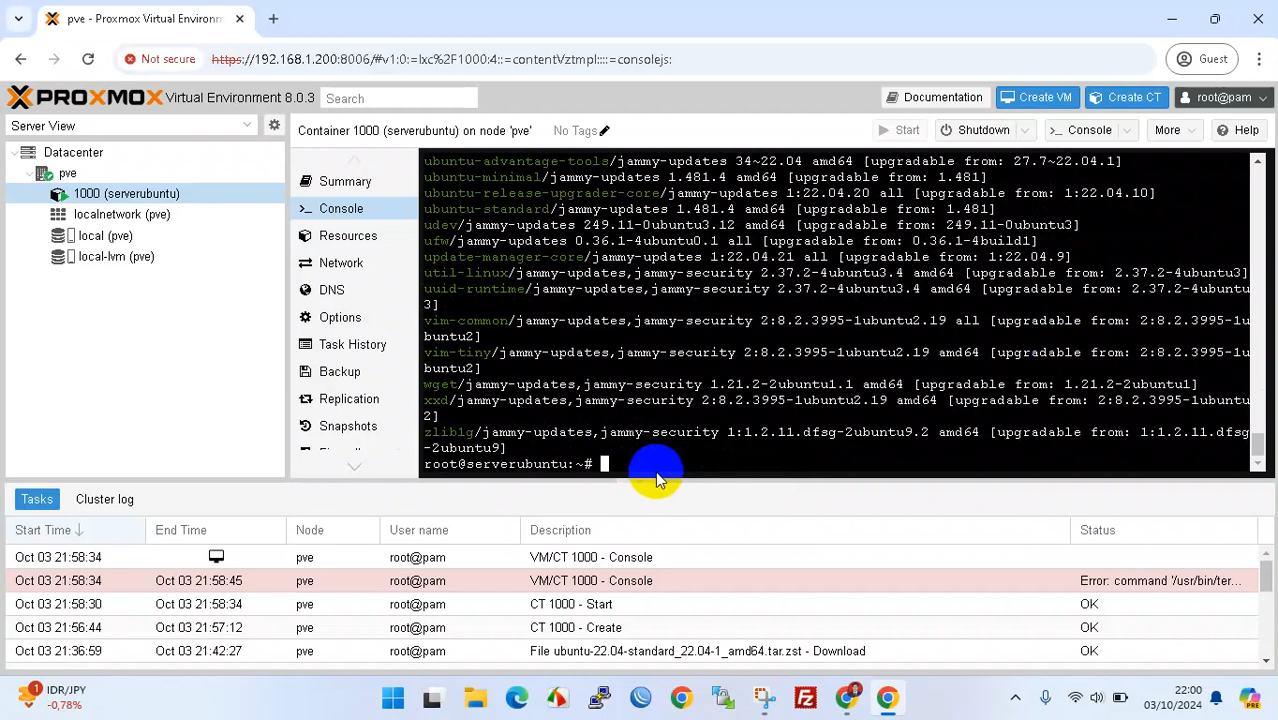 pve - Proxmox Virtual Environn
Not secure
https://192.168.1.200:8006/#v1:0:=lxc%2F1000:4::=contentVztmpl::::=consolejs:
Guest
PROXMOX Virtual Environment 8.0.3
Search
Documentation
Create VM
Create CT
root@pam
Server View
Container 1000 (serverubuntu) on node 'pve'
No Tags
Start
Shutdown
Console
More
Help
Datacenter
pve
1000 (serverubuntu)
localnetwork (pve)
local (pve)
local-lvm (pve)
Summary
>_ Console
Resources
Network
DNS
Options
Task History
Backup
Replication
Snapshots
ubuntu-advantage-tools/jammy-updates 34~22.04 amd64 [upgradable from: 27.7~22.04.1]
ubuntu-minimal/jammy-updates 1.481.4 amd64 [upgradable from: 1.481]
ubuntu-release-upgrader-core/jammy-updates 1:22.04.20 all [upgradable from: 1:22.04.10]
ubuntu-standard/jammy-updates 1.481.4 amd64 [upgradable from: 1.481]
udev/jammy-updates 249.11-0ubuntu3.12 amd64 [upgradable from: 249.11-0ubuntu3]
ufw/jammy-updates 0.36.1-4ubuntu0.1 all [upgradable from: 0.36.1-4build1]
update-manager-core/jammy-updates 1:22.04.21 all [upgradable from: 1:22.04.9]
util-linux/jammy-updates,jammy-security 2.37.2-4ubuntu3.4 amd64 [upgradable from: 2.37.2-4ubuntu3]
uuid-runtime/jammy-updates,jammy-security 2.37.2-4ubuntu3.4 amd64 [upgradable from: 2.37.2-4ubuntu
3]
vim-common/jammy-updates,jammy-security 2:8.2.3995-1ubuntu2.19 all [upgradable from: 2:8.2.3995-1u
buntu2]
vim-tiny/jammy-updates,jammy-security 2:8.2.3995-1ubuntu2.19 amd64 [upgradable from: 2:8.2.3995-1u
buntu2]
wget/jammy-updates,jammy-security 1.21.2-2ubuntu1.1 amd64 [upgradable from: 1.21.2-2ubuntu1]
xxd/jammy-updates,jammy-security 2:8.2.3995-1ubuntu2.19 amd64 [upgradable from: 2:8.2.3995-1ubuntu
2]
zlib1g/jammy-updates,jammy-security 1:1.2.11.dfsg-2ubuntu9.2 amd64 [upgradable from: 1:1.2.11.dfsg
-2ubuntu9]
root@serverubuntu:~#
Tasks
Cluster log
Start Time End Time Node User name Description Status
Oct 03 21:58:34 pve root@pam VM/CT 1000 - Console
Oct 03 21:58:34 Oct 03 21:58:45 pve root@pam VM/CT 1000 - Console Error: command '/usr/bin/ter...
Oct 03 21:58:30 Oct 03 21:58:34 pve root@pam CT 1000 - Start OK
Oct 03 21:56:44 Oct 03 21:57:12 pve root@pam CT 1000 - Create OK
Oct 03 21:36:59 Oct 03 21:42:27 pve root@pam File ubuntu-22.04-standard_22.04-1_amd64.tar.zst - Download OK
1
IDR/JPY
-0,78%
22:00
03/10/2024
PRE